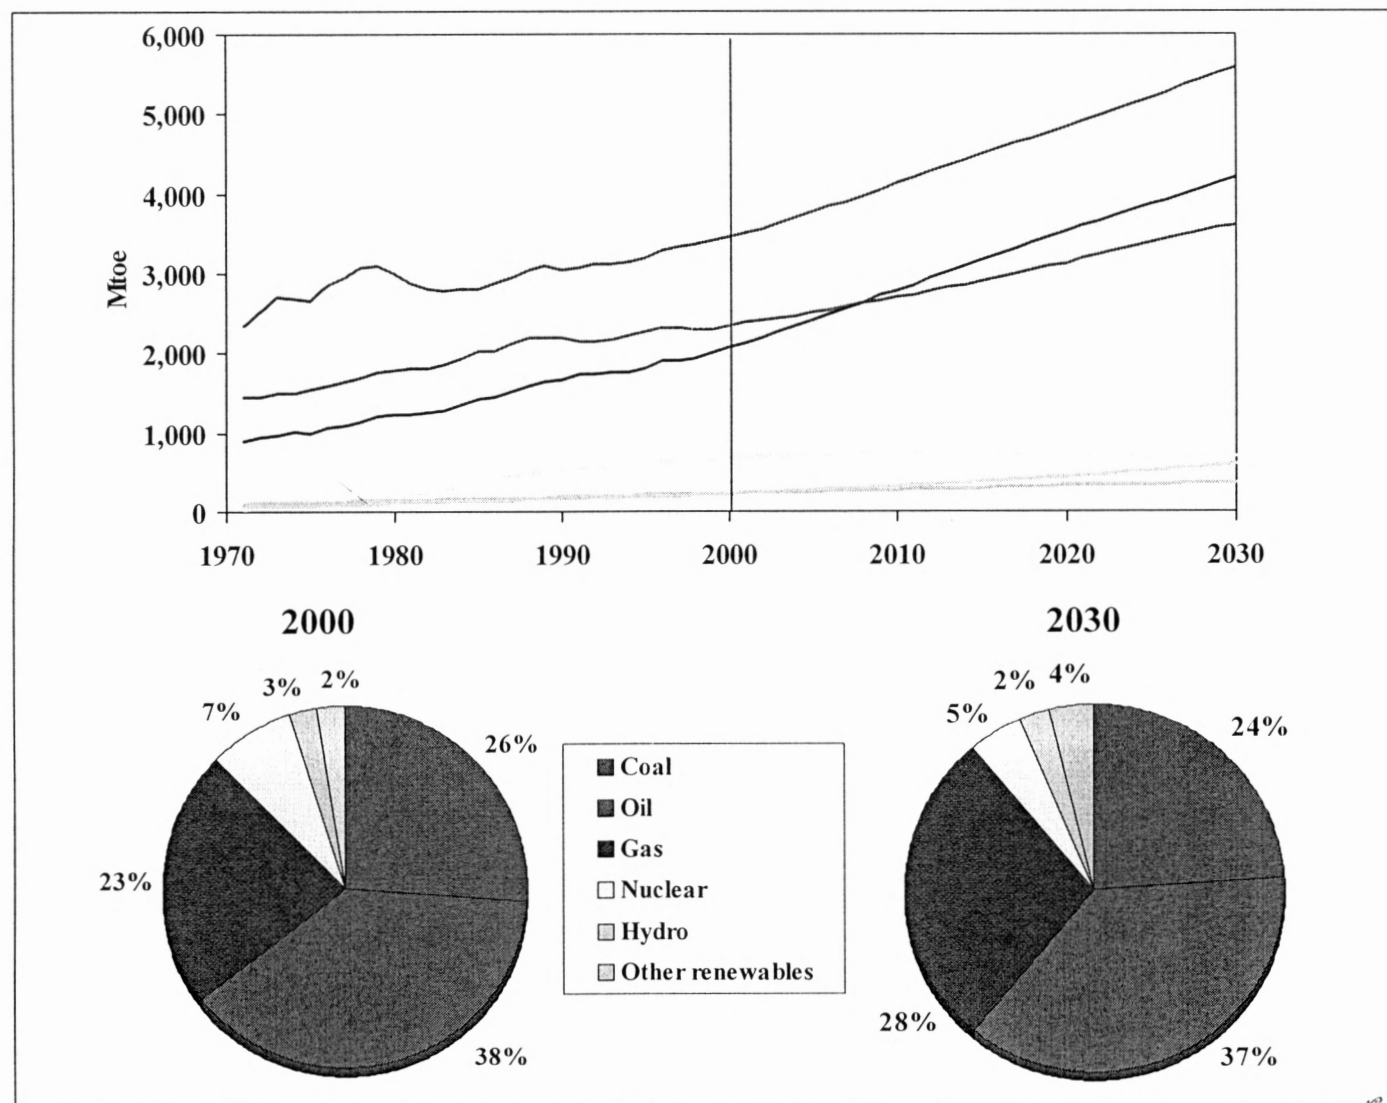 6,000
5,000
4,000
3,000
2,000
1,000
0
Mtoe
1970 1980 1990 2000 2010 2020 2030
2000
2030
3% 2%
7%
26%
23%
38%
2% 4%
5%
24%
28%
37%
Coal
Oil
Gas
Nuclear
Hydro
Other renewables